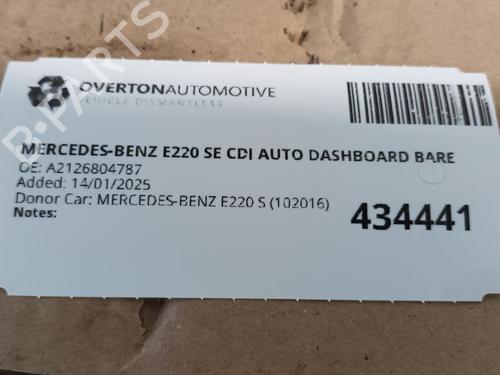 OVERTONAUTOMOTIVE
VEHICLE DISMANTLERS
B-PARTS
MERCEDES-BENZ E220 SE CDI AUTO DASHBOARD BARE
OE: A2126804787
Added: 14/01/2025
Donor Car: MERCEDES-BENZ E220 S (102016)
Notes:
434441